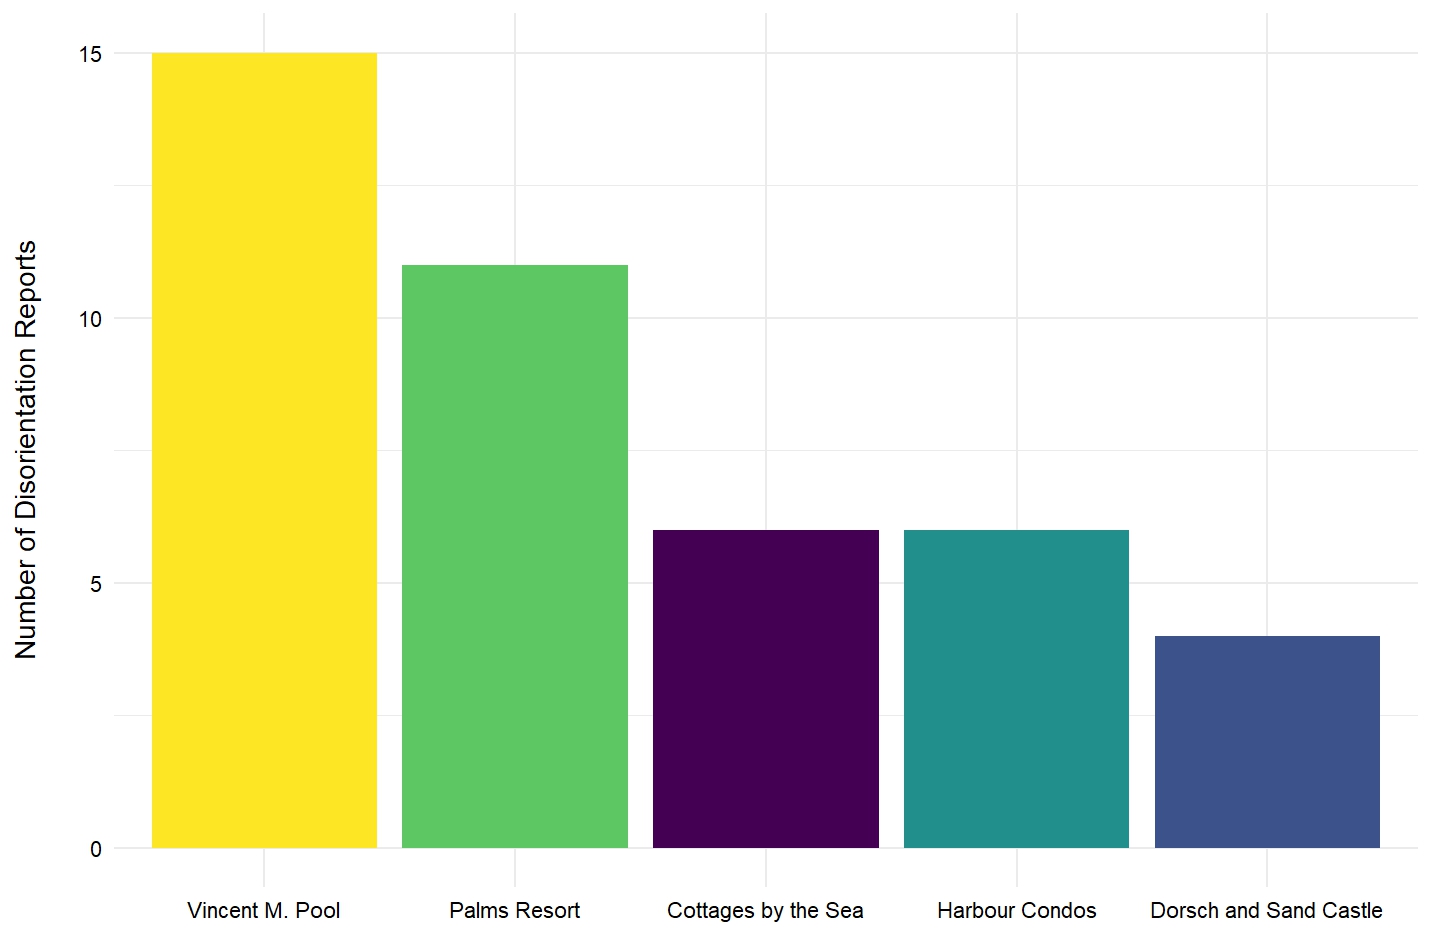 Number of Disorientation Reports
15
10
5
0
Vincent M. Pool
Palms Resort
Cottages by the Sea
Harbour Condos
Dorsch and Sand Castle